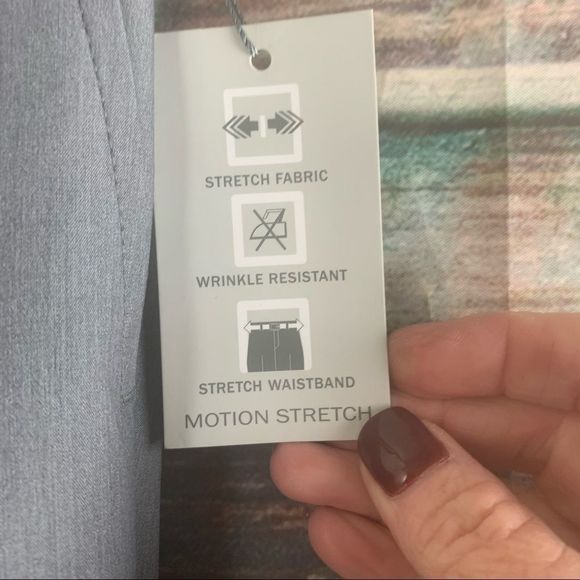 STRETCH FABRIC
WRINKLE RESISTANT
STRETCH WAISTBAND
MOTION STRETCH